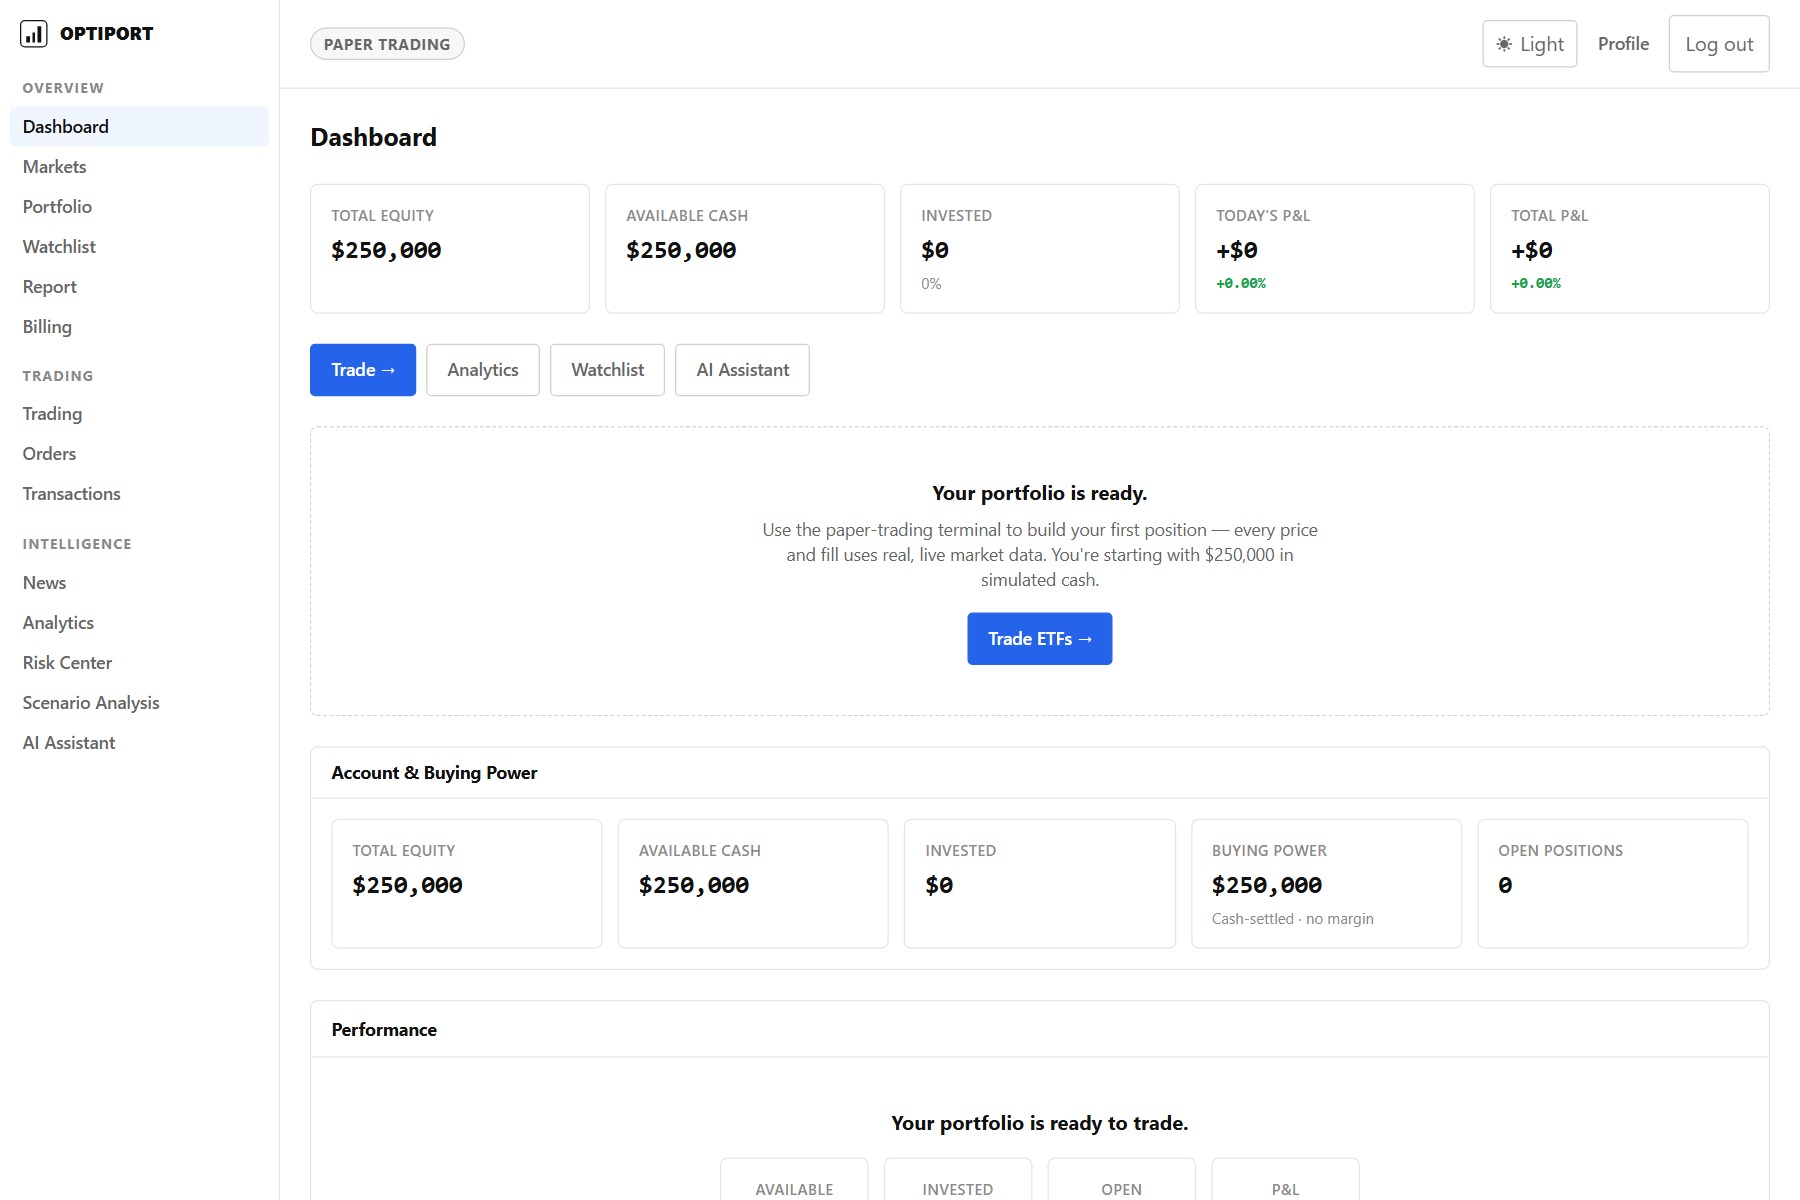 OPTIPORT
OVERVIEW
Dashboard
Markets
Portfolio
Watchlist
Report
Billing
TRADING
Trading
Orders
Transactions
INTELLIGENCE
News
Analytics
Risk Center
Scenario Analysis
AI Assistant
PAPER TRADING
Light
Profile
Log out
Dashboard
TOTAL EQUITY
$250,000
AVAILABLE CASH
$250,000
INVESTED
$0
0%
TODAY'S P&L
+$0
+0.00%
TOTAL P&L
+$0
+0.00%
Trade →
Analytics
Watchlist
AI Assistant
Your portfolio is ready.
Use the paper-trading terminal to build your first position — every price
and fill uses real, live market data. You're starting with $250,000 in
simulated cash.
Trade ETFs →
Account & Buying Power
TOTAL EQUITY
$250,000
AVAILABLE CASH
$250,000
INVESTED
$0
BUYING POWER
$250,000
Cash-settled · no margin
OPEN POSITIONS
0
Performance
Your portfolio is ready to trade.
AVAILABLE
INVESTED
OPEN
P&L